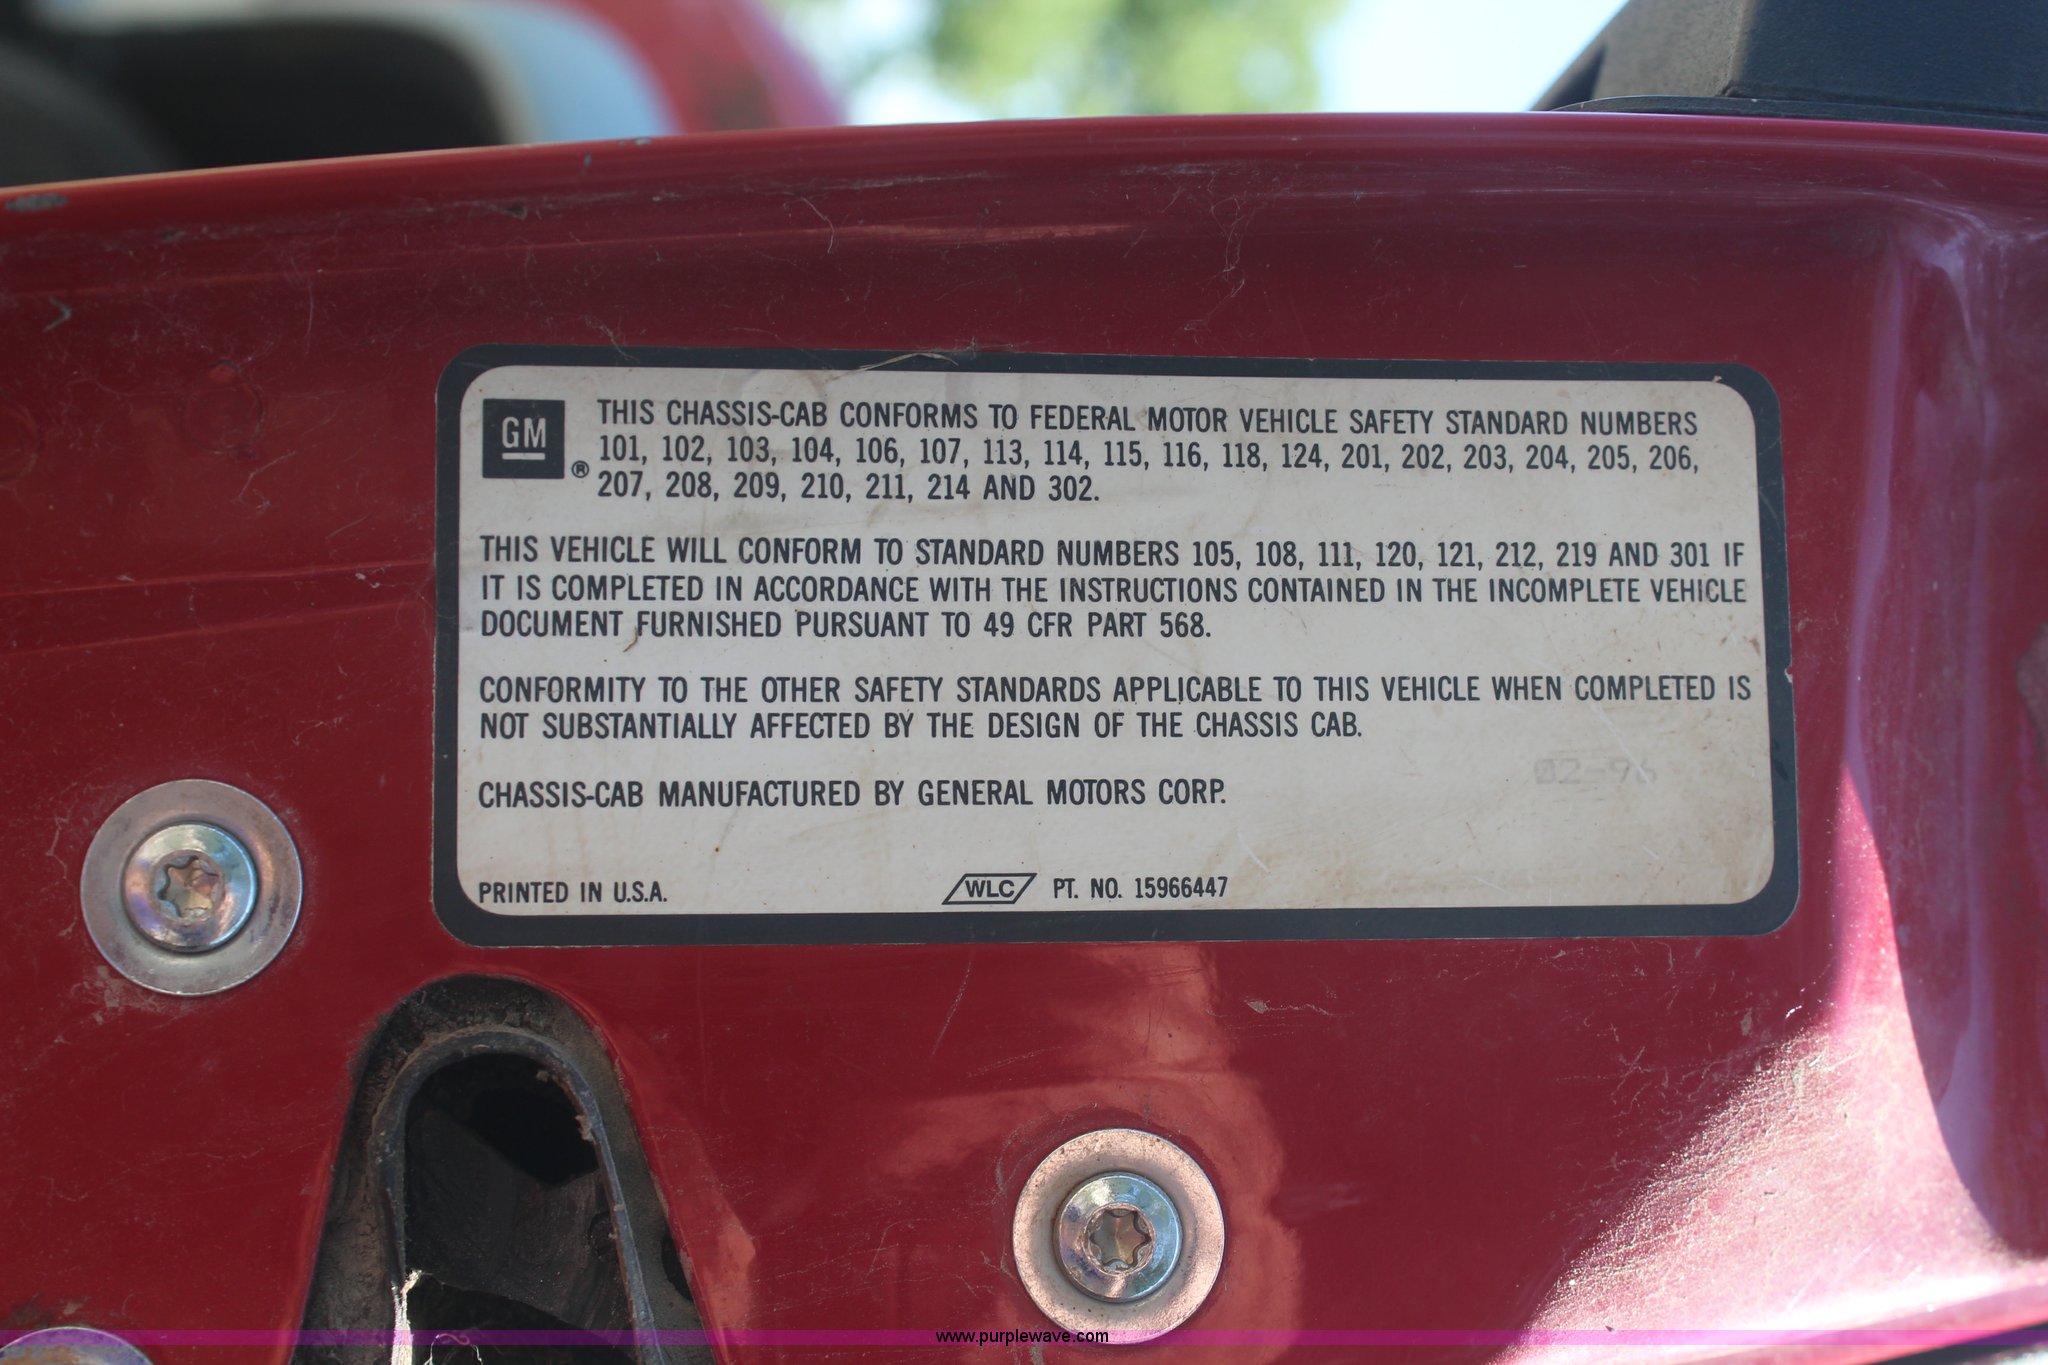 GM
®
THIS CHASSIS-CAB CONFORMS TO FEDERAL MOTOR VEHICLE SAFETY STANDARD NUMBERS
101, 102, 103, 104, 106, 107, 113, 114, 115, 116, 118, 124, 201, 202, 203, 204, 205, 206,
207, 208, 209, 210, 211, 214 AND 302.
THIS VEHICLE WILL CONFORM TO STANDARD NUMBERS 105, 108, 111, 120, 121, 212, 219 AND 301 IF
IT IS COMPLETED IN ACCORDANCE WITH THE INSTRUCTIONS CONTAINED IN THE INCOMPLETE VEHICLE
DOCUMENT FURNISHED PURSUANT TO 49 CFR PART 568.
CONFORMITY TO THE OTHER SAFETY STANDARDS APPLICABLE TO THIS VEHICLE WHEN COMPLETED IS
NOT SUBSTANTIALLY AFFECTED BY THE DESIGN OF THE CHASSIS CAB.
02-96
CHASSIS-CAB MANUFACTURED BY GENERAL MOTORS CORP.
PRINTED IN U.S.A. WLC PT. NO. 15966447
www.purplewave.com